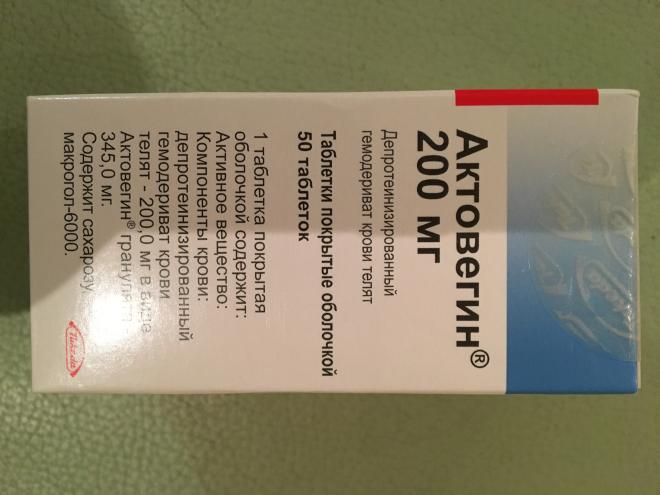 Актовегин®
200 мг
Депротеинизированный
гемодериват крови телят
Таблетки покрытые оболочкой
50 таблеток
1 таблетка покрытая
оболочкой содержит:
Активное вещество:
Компоненты крови:
депротеинизированный
гемодериват крови
телят - 200,0 мг в виде
Актовегин® гранулята -
345,0 мг.
Содержит сахарозу,
макрогол-6000.
Takeda